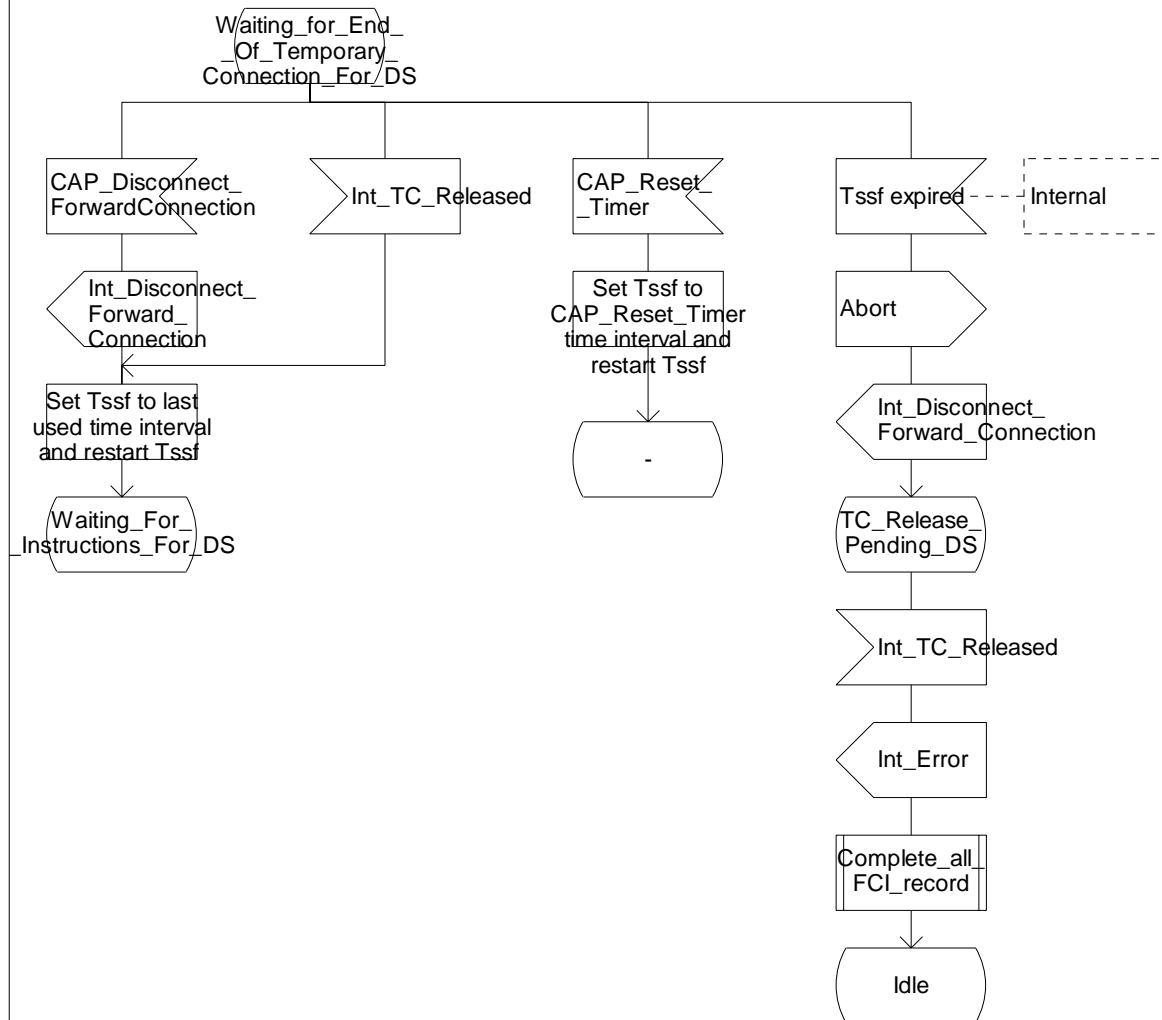 Waiting_for_End_
_Of_Temporary_
Connection_For_DS
CAP_Disconnect_
ForwardConnection
Int_TC_Released
CAP_Reset_
_Timer
Tssf expired
Internal
Int_Disconnect_
Forward_
Connection
Set Tssf to
CAP_Reset_Timer
time interval and
restart Tssf
Abort
Set Tssf to last
used time interval
and restart Tssf
Int_Disconnect_
Forward_Connection
-
Waiting_For_
_Instructions_For_DS
TC_Release_
Pending_DS
Int_TC_Released
Int_Error
Complete_all_
FCI_record
Idle